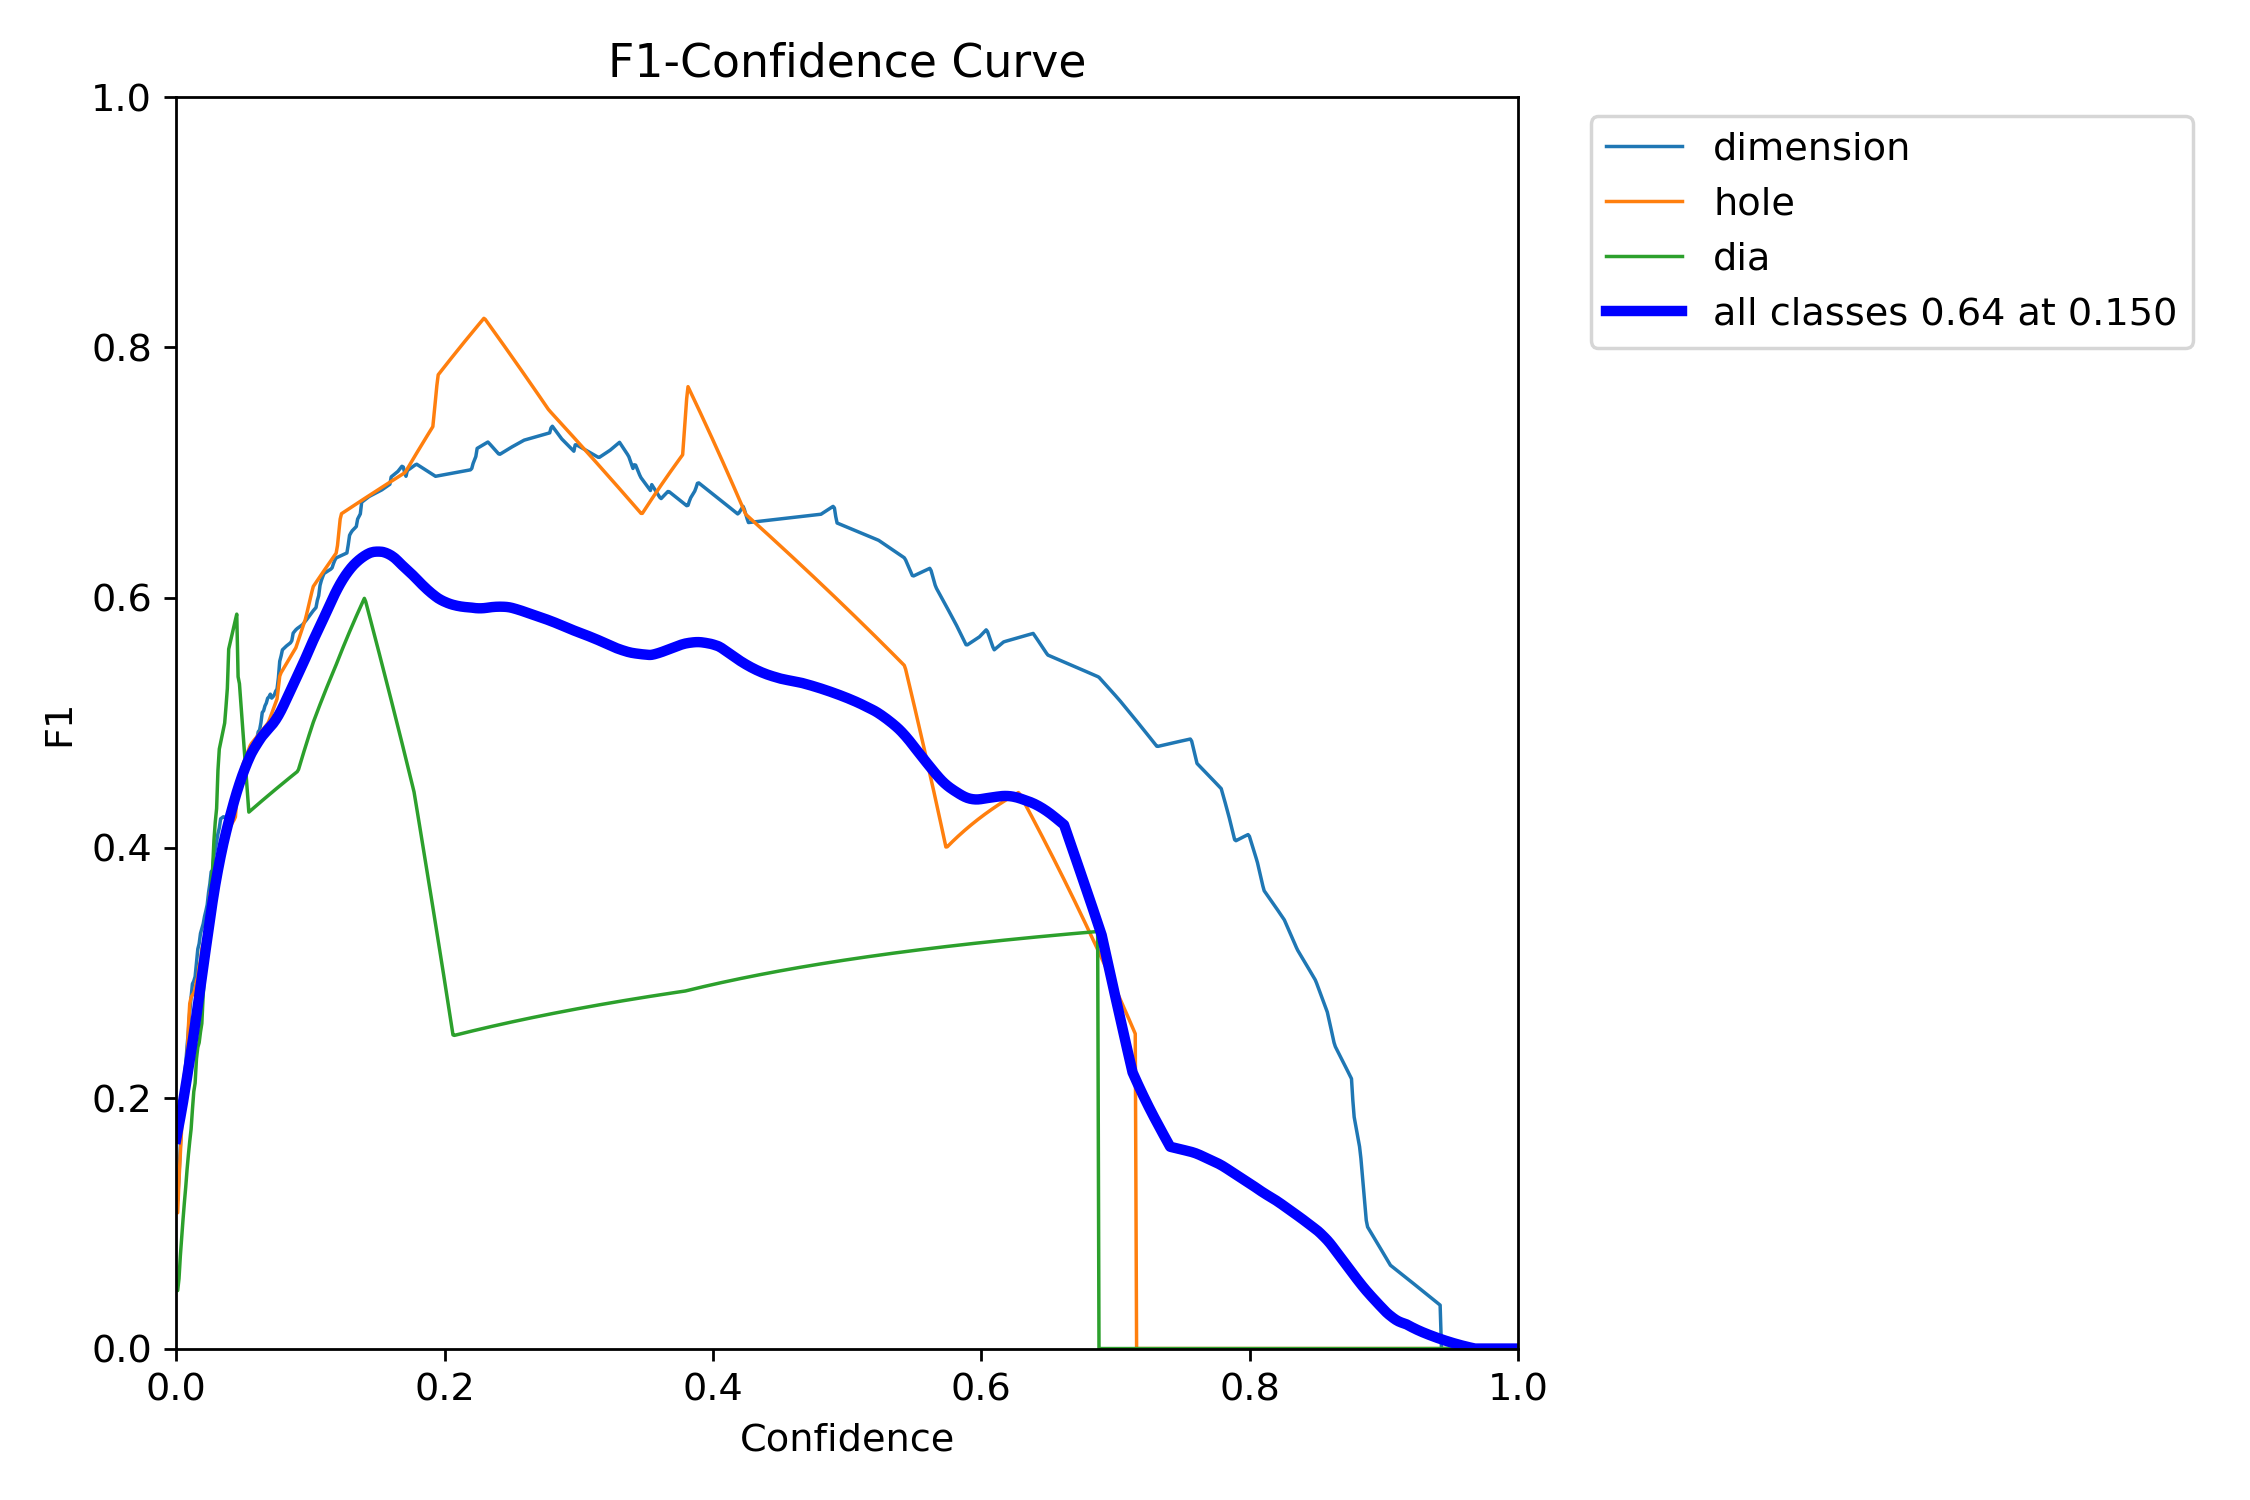 F1-Confidence Curve
1.0
0.8
0.6
0.4
0.2
0.0
F1
0.0 0.2 0.4 0.6 0.8 1.0
Confidence
dimension
hole
dia
all classes 0.64 at 0.150